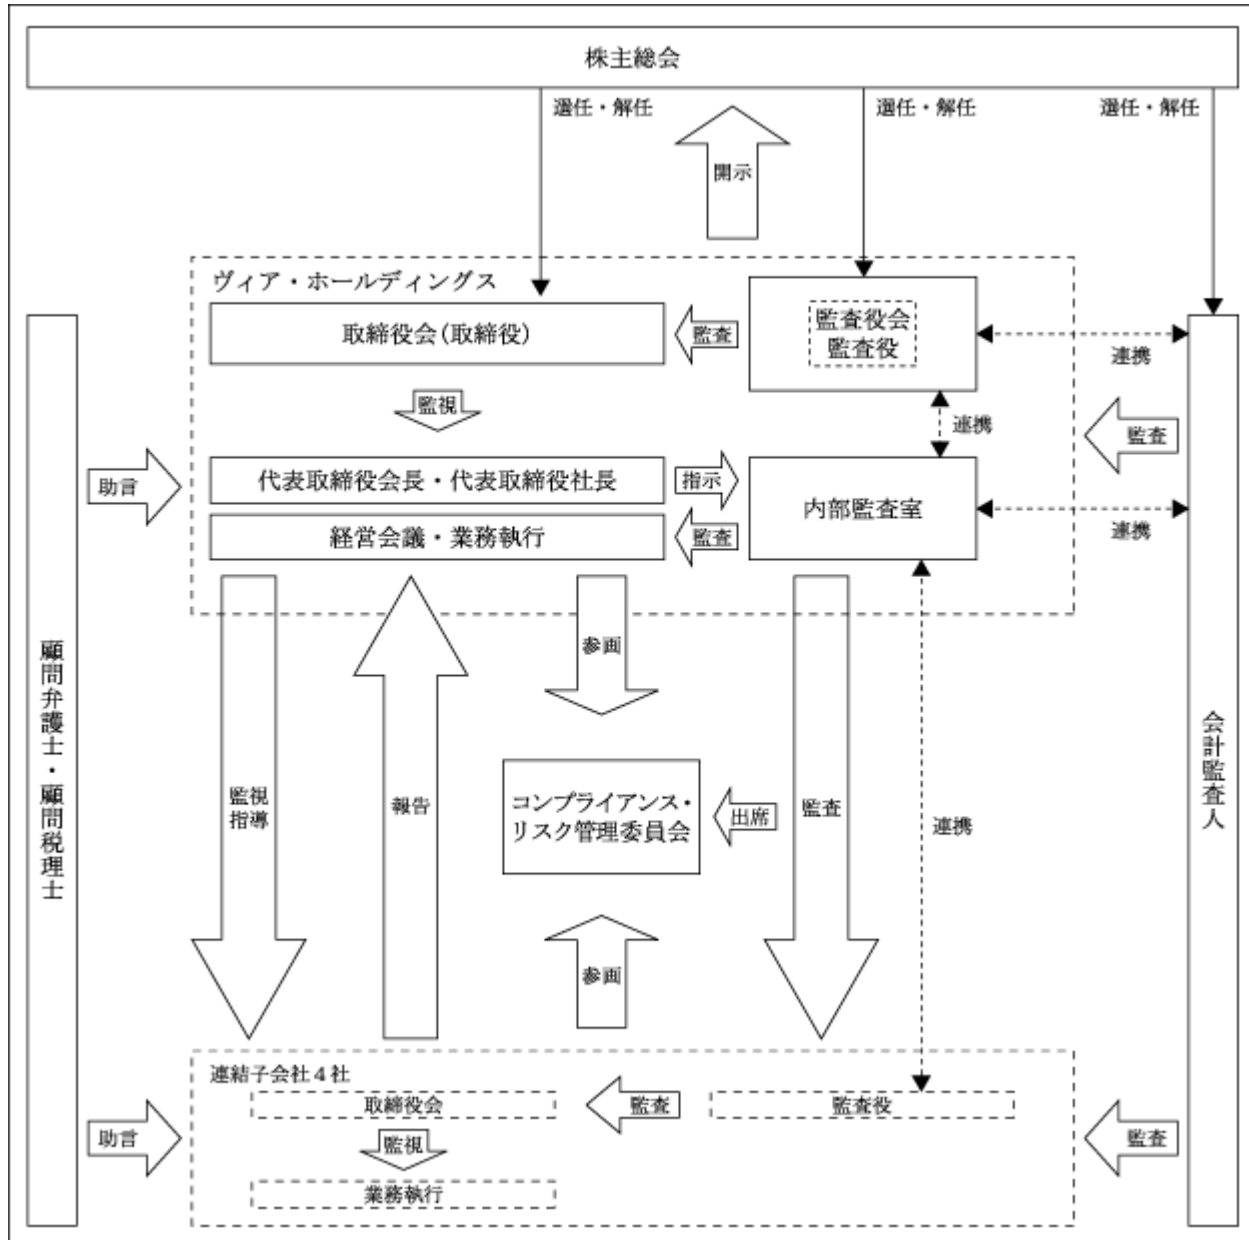 株主総会
選任・解任
選任・解任
選任・解任
開示
ヴィア・ホールディングス
取締役会(取締役)
監査
監査役会
監査役
連携
監視
連携
監査
助言
代表取締役会長・代表取締役社長
指示
内部監査室
経営会議・業務執行
監査
連携
参画
顧問弁護士・顧問税理士
会計監査人
監視
指導
報告
コンプライアンス・
リスク管理委員会
出席
監査
連携
参画
連結子会社４社
取締役会
監査
監査役
助言
監視
監査
業務執行